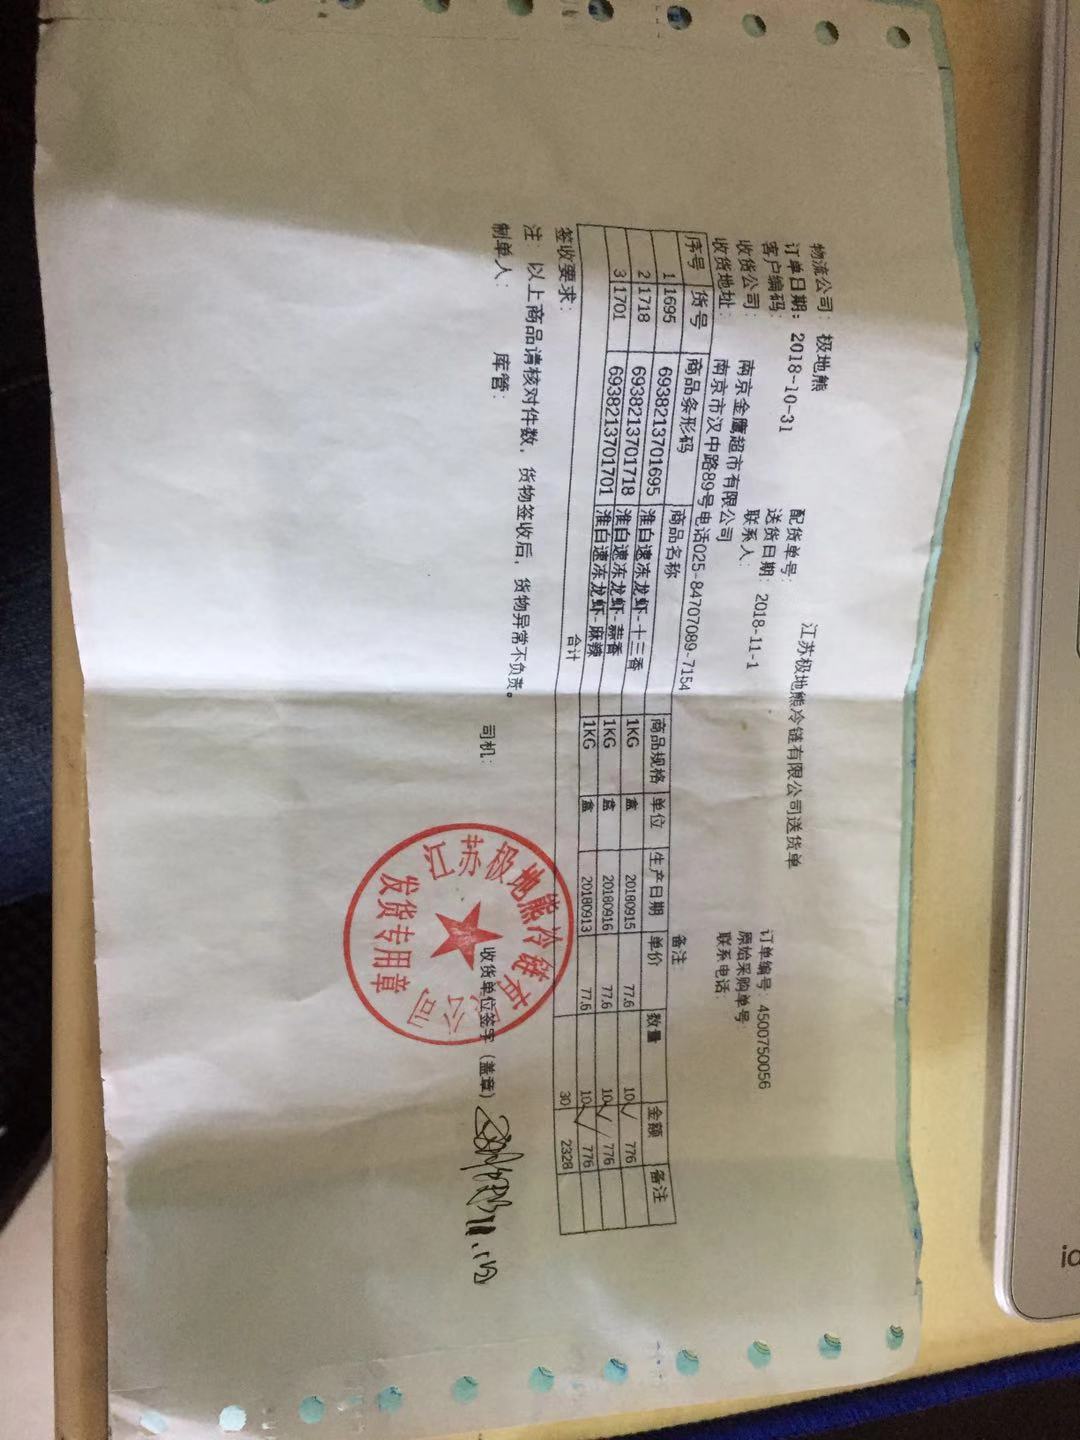 江苏极地熊冷链有限公司送货单
物流公司: 极地熊 配货单号: 订单编号: 4500750056
订单日期: 2018-10-31 送货日期: 2018-11-1 原始采购单号:
客户编码: 联系人: 联系电话:
收货公司: 南京金鹰超市有限公司
收货地址: 南京市汉中路89号电话025-84707089-7154 备注:
序号 货号 商品条形码 商品名称 商品规格 单位 生产日期 单价 数量 金额 备注
1 1695 6938213701695 淮白速冻龙虾-十三香 1KG 盒 20180915 77.6 10 776
2 1718 6938213701718 淮白速冻龙虾-蒜香 1KG 盒 20180916 77.6 10 776
3 1701 6938213701701 淮白速冻龙虾-麻辣 1KG 盒 20180913 77.6 10 776
合计 30 2328
签收要求:
注: 以上商品请核对件数, 货物签收后, 货物异常不负责。
制单人: 库管: 司机: 收货单位签字 (盖章)
江苏极地熊冷链有限公司
发货专用章